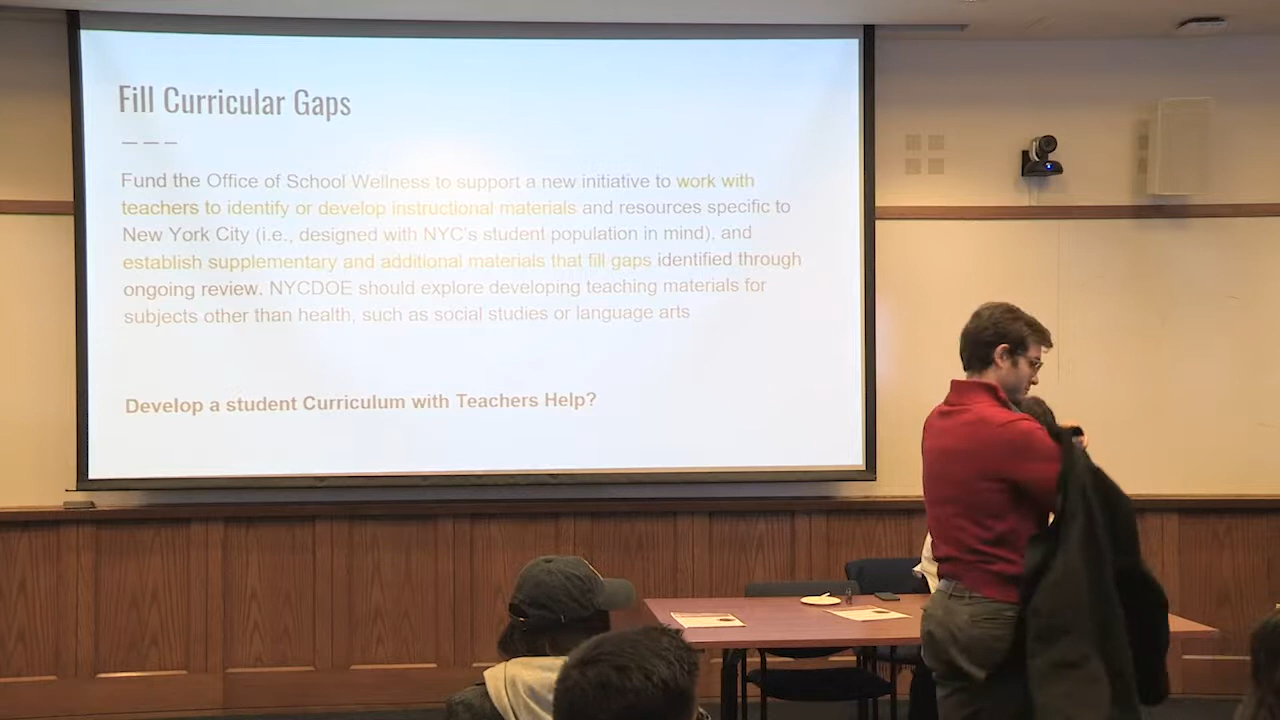 Fill Curricular Gaps
Fund the Office of School Wellness to support a new initiative to work with
teachers to identify or develop instructional materials and resources specific to
New York City (i.e., designed with NYC's student population in mind), and
establish supplementary and additional materials that fill gaps identified through
ongoing review. NYCDOE should explore developing teaching materials for
subjects other than health, such as social studies or language arts
Develop a student Curriculum with Teachers Help?